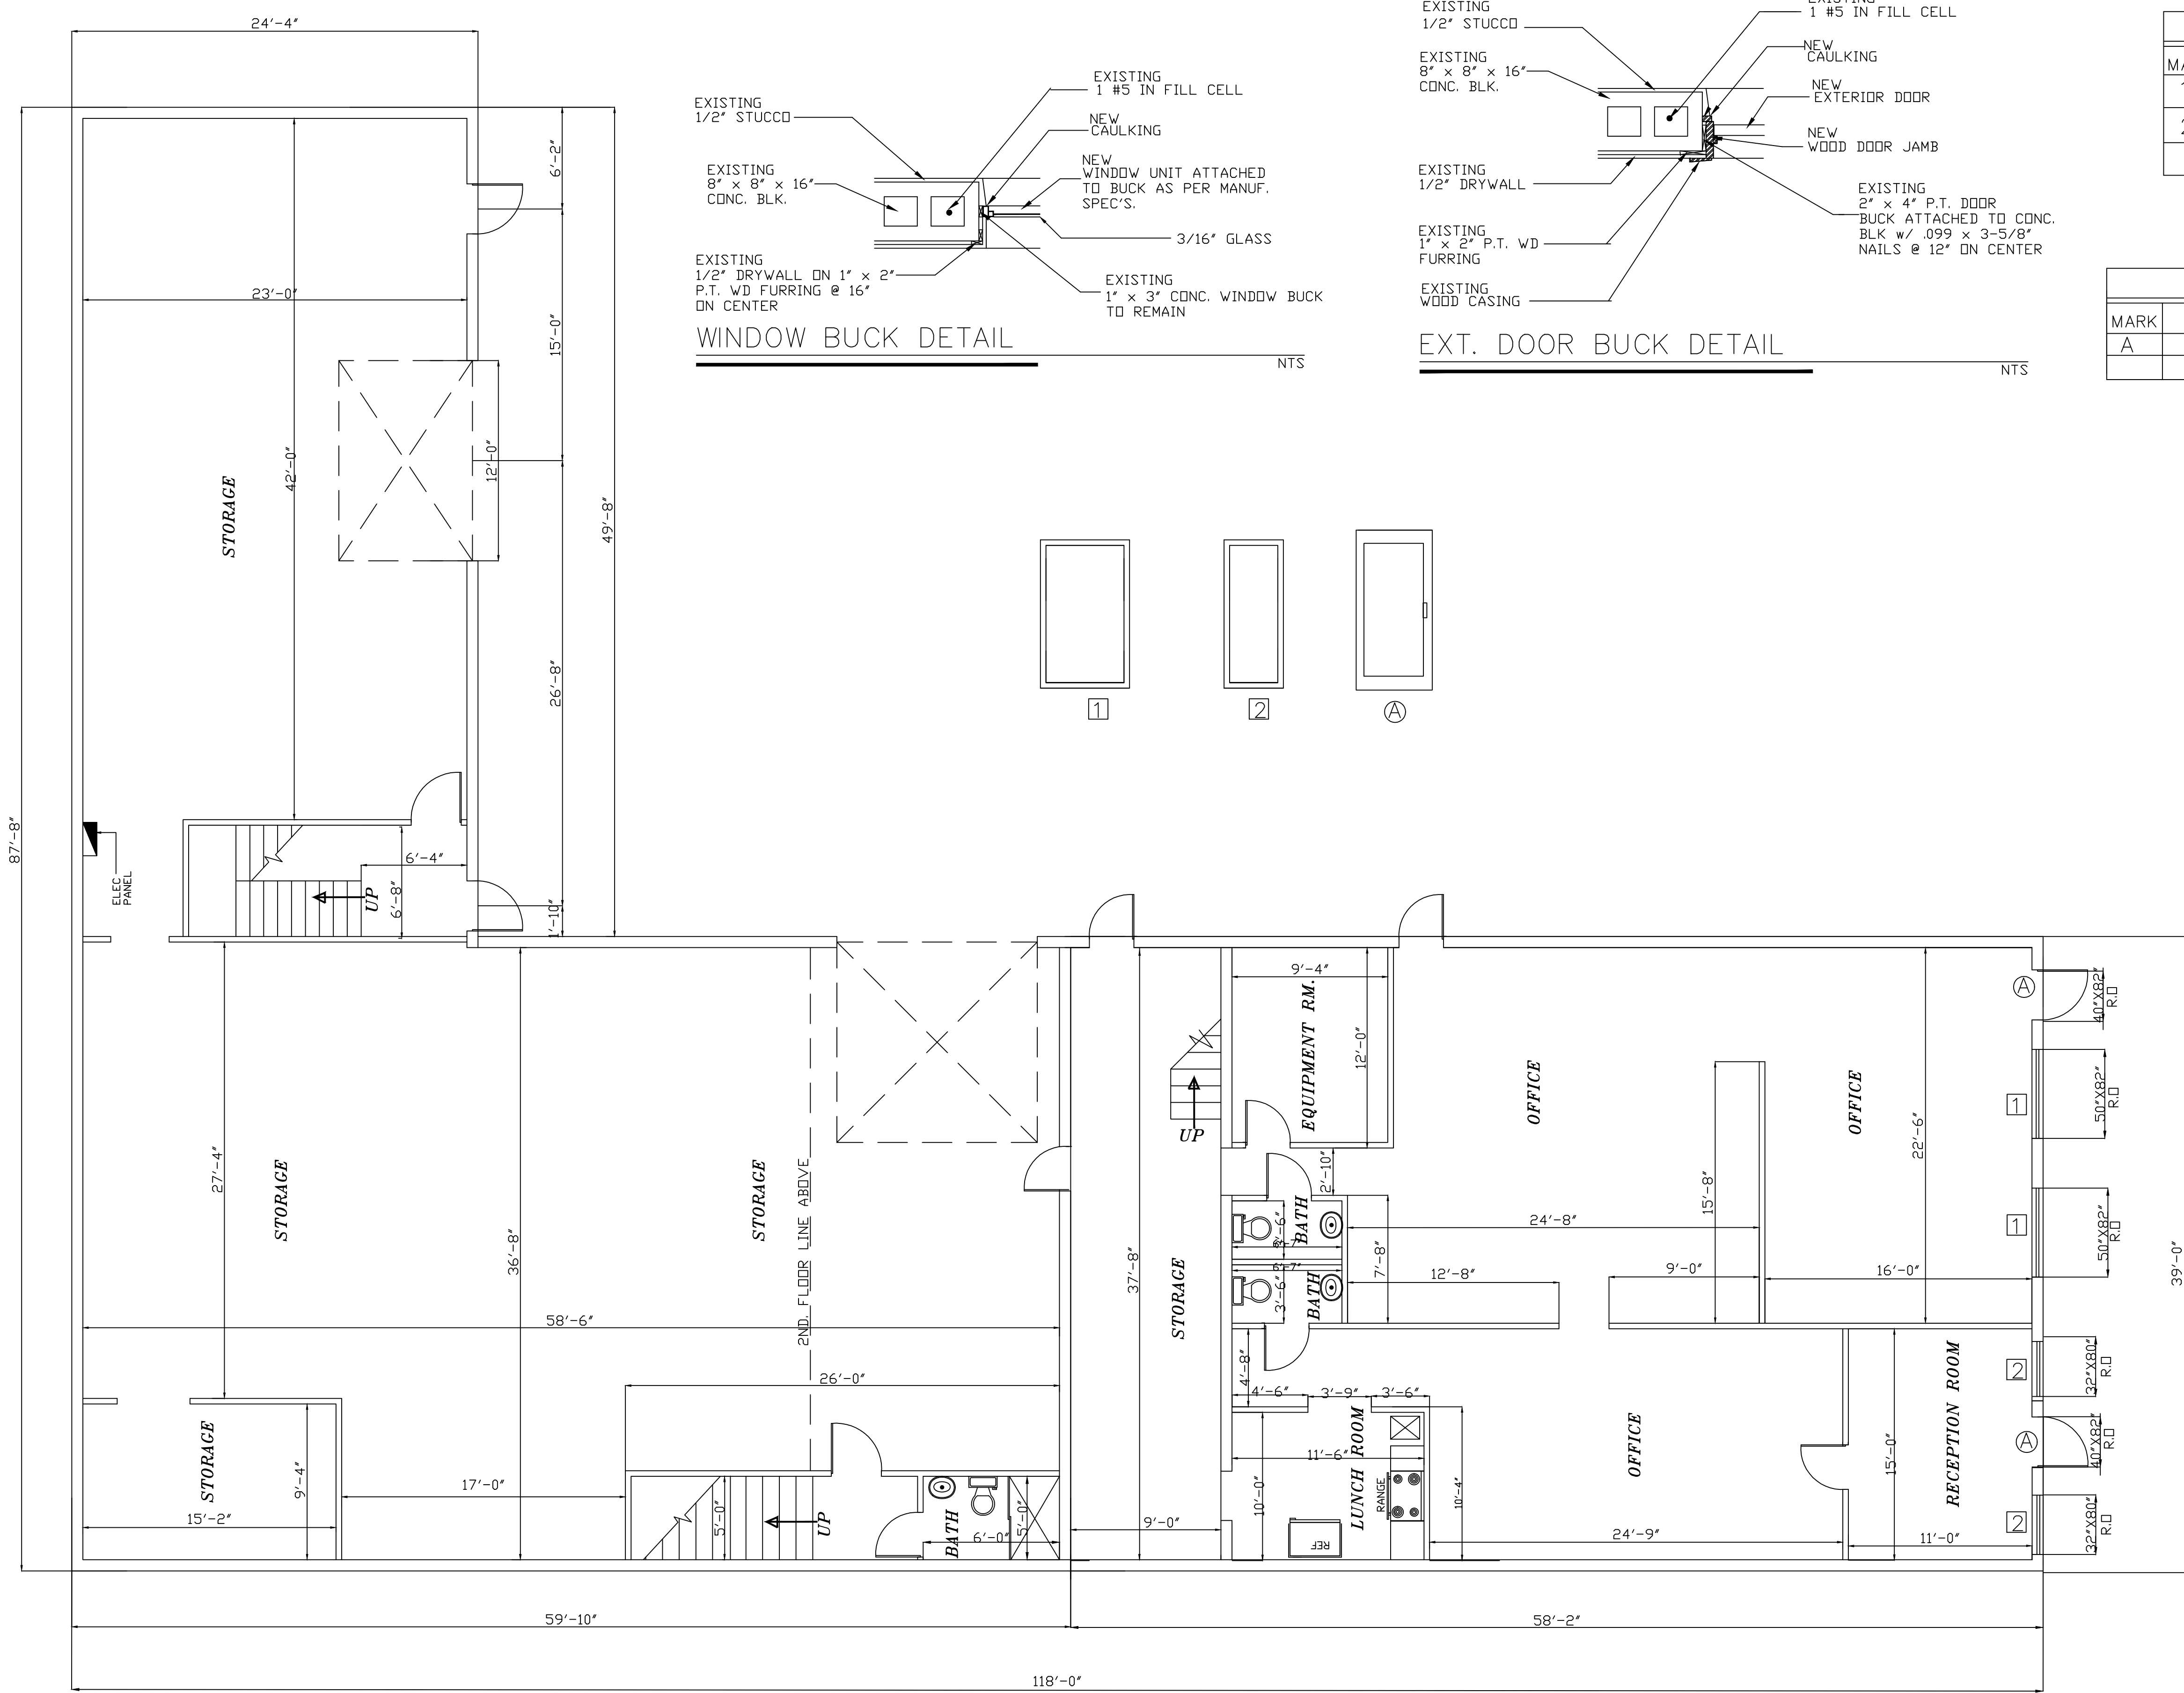 24'-4"
EXISTING
1/2" STUCCO
EXISTING
8" x 8" x 16"
CONC. BLK.
EXISTING
1/2" DRYWALL ON 1" x 2"
P.T. WD FURRING @ 16"
ON CENTER
EXISTING
1 #5 IN FILL CELL
NEW
CAULKING
NEW
WINDOW UNIT ATTACHED
TO BUCK AS PER MANUF.
SPEC'S.
3/16" GLASS
EXISTING
1" x 3" CONC. WINDOW BUCK
TO REMAIN
WINDOW BUCK DETAIL
NTS
EXISTING
1/2" STUCCO
EXISTING
8" x 8" x 16"
CONC. BLK.
EXISTING
1/2" DRYWALL
EXISTING
1" x 2" P.T. WD
FURRING
EXISTING
WOOD CASING
EXISTING
1 #5 IN FILL CELL
NEW
CAULKING
NEW
EXTERIOR DOOR
NEW
WOOD DOOR JAMB
EXISTING
2" x 4" P.T. DOOR
BUCK ATTACHED TO CONC.
BLK w/ .099 x 3-5/8"
NAILS @ 12" ON CENTER
EXT. DOOR BUCK DETAIL
NTS
MARK
A
6'-2"
23'-0"
15'-0"
STORAGE
42'-0"
12'-0"
49'-8"
26'-8"
87'-8"
1
2
A
ELEC
PANEL
6'-4"
UP
6'-8"
1'-10"
STORAGE
27'-4"
36'-8"
STORAGE
2ND. FLOOR LINE ABOVE
58'-6"
26'-0"
STORAGE
9'-4"
15'-2"
17'-0"
5'-0"
UP
BATH
6'-0"
5'-0"
37'-8"
STORAGE
UP
9'-0"
9'-4"
EQUIPMENT RM.
12'-0"
2'-10"
BATH
3'-6"
6'-7"
6'-7"
3'-6"
BATH
7'-8"
24'-8"
12'-8"
9'-0"
15'-8"
OFFICE
OFFICE
22'-6"
16'-0"
4'-8"
4'-6"
3'-9"
3'-6"
11'-6"
10'-0"
LUNCH ROOM
RANGE
REF
10'-4"
OFFICE
24'-9"
15'-0"
RECEPTION ROOM
11'-0"
A
40"X82"
R.O
1
50"X82"
R.O
1
50"X82"
R.O
2
32"X80"
R.O
A
40"X82"
R.O
2
32"X80"
R.O
39'-0"
59'-10"
58'-2"
118'-0"